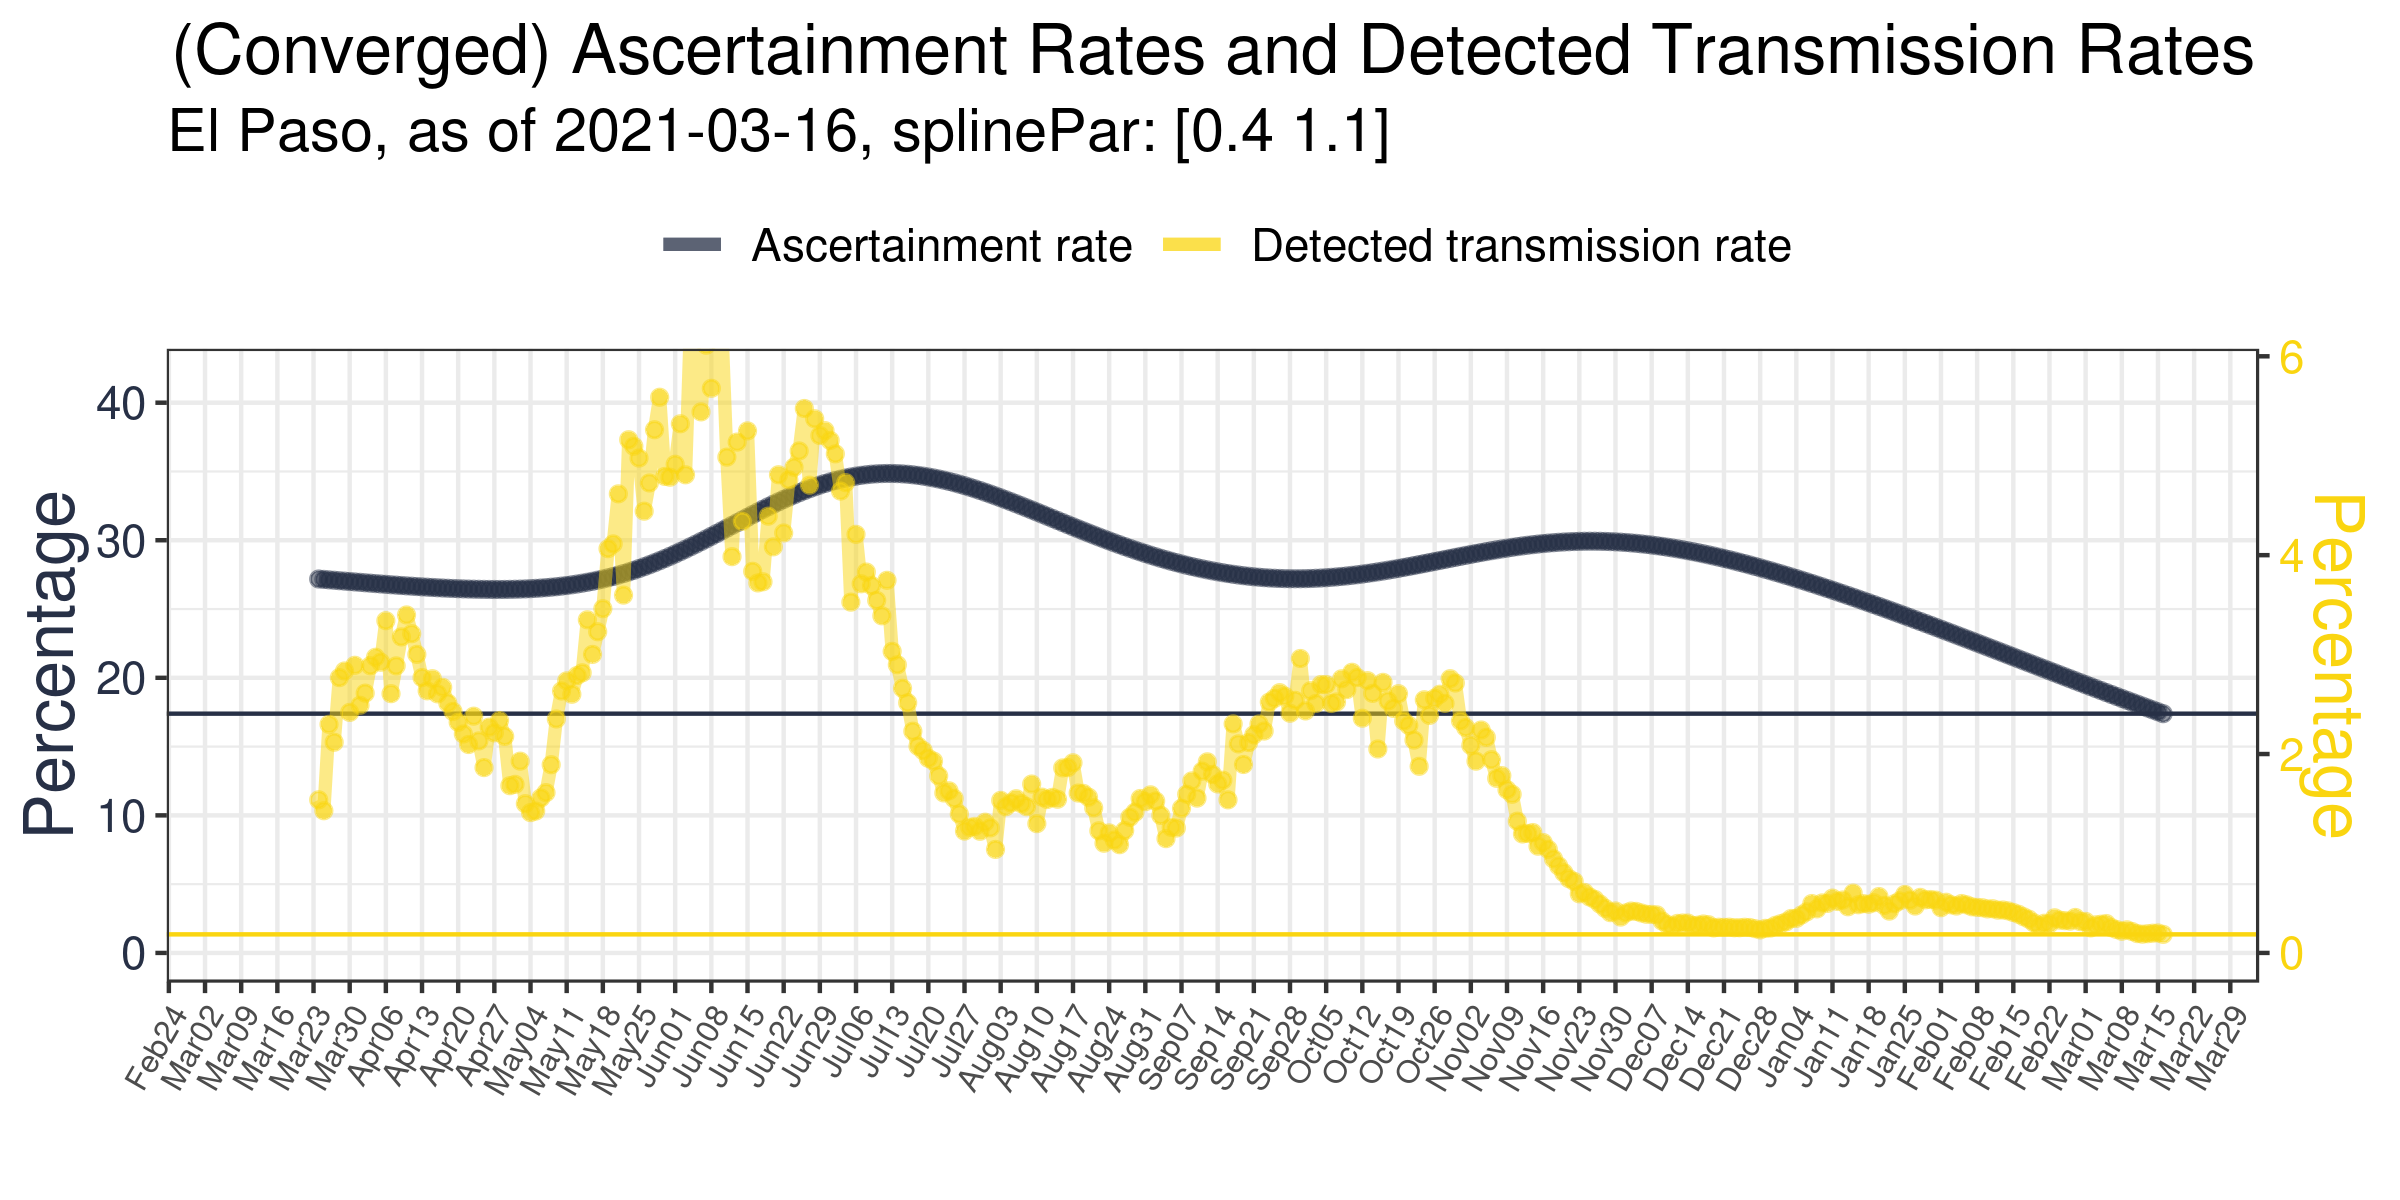 (Converged) Ascertainment Rates and Detected Transmission Rates
El Paso, as of 2021-03-16, splinePar: [0.4 1.1]
Ascertainment rate Detected transmission rate
Percentage
40
30
20
10
0
6
4
2
0
Percentage
Feb24 Mar02 Mar09 Mar16 Mar23 Mar30 Apr06 Apr13 Apr20 Apr27 May04 May11 May18 May25 Jun01 Jun08 Jun15 Jun22 Jun29 Jul06 Jul13 Jul20 Jul27 Aug03 Aug10 Aug17 Aug24 Aug31 Sep07 Sep14 Sep21 Sep28 Oct05 Oct12 Oct19 Oct26 Nov02 Nov09 Nov16 Nov23 Nov30 Dec07 Dec14 Dec21 Dec28 Jan04 Jan11 Jan18 Jan25 Feb01 Feb08 Feb15 Feb22 Mar01 Mar08 Mar15 Mar22 Mar29